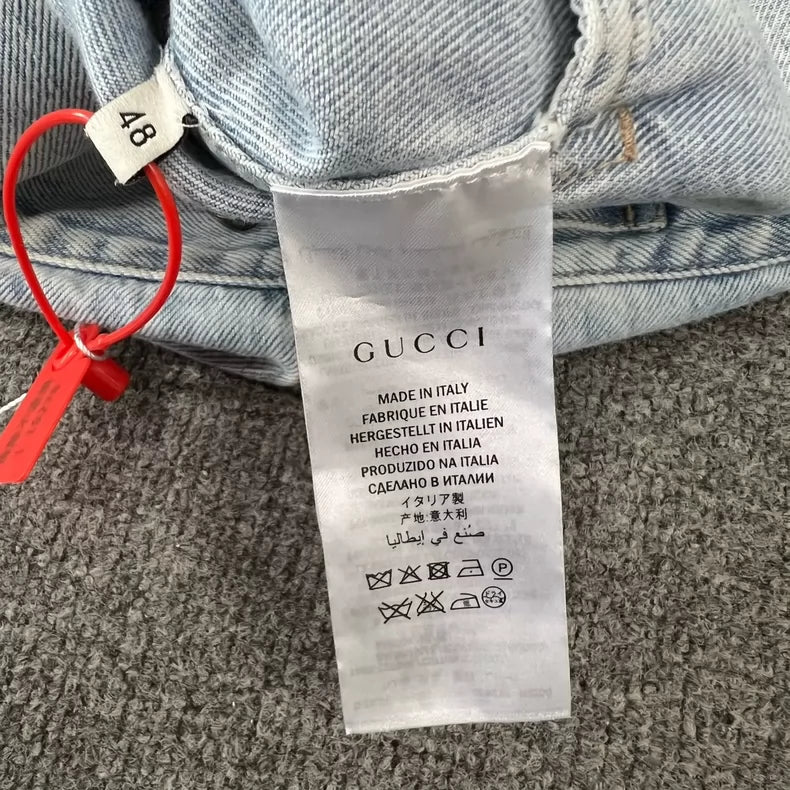 48
GUCCI
MADE IN ITALY
FABRIQUE EN ITALIE
HERGESTELLT IN ITALIEN
HECHO EN ITALIA
PRODUZIDO NA ITALIA
СДЕЛАНО В ИТАЛИИ
イタリア製
产地:意大利
صُنع في إيطاليا
P